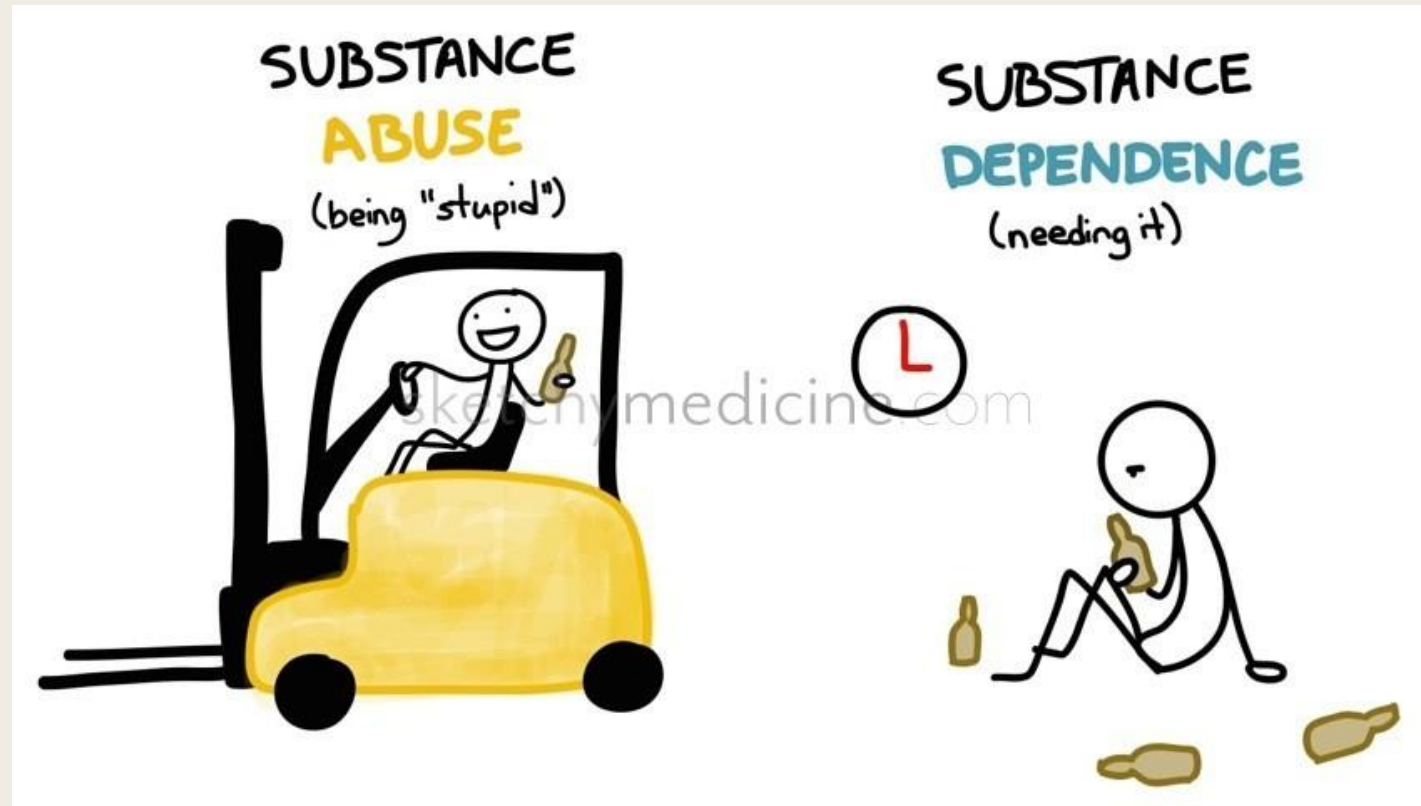 SUBSTANCE
ABUSE
(being "stupid")
SUBSTANCE
DEPENDENCE
(needing it)
sketchymedicine.com